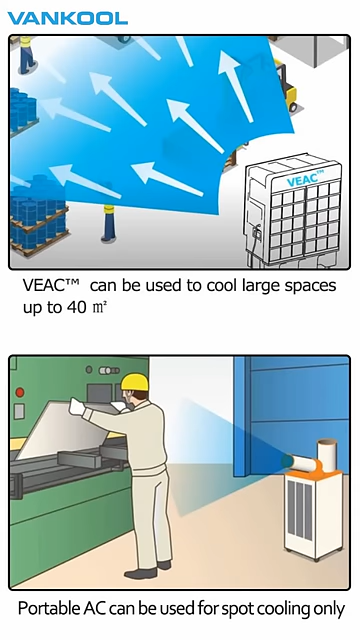 VANKOOL
VEAC™
VEAC™ can be used to cool large spaces
up to 40 ㎡
Portable AC can be used for spot cooling only